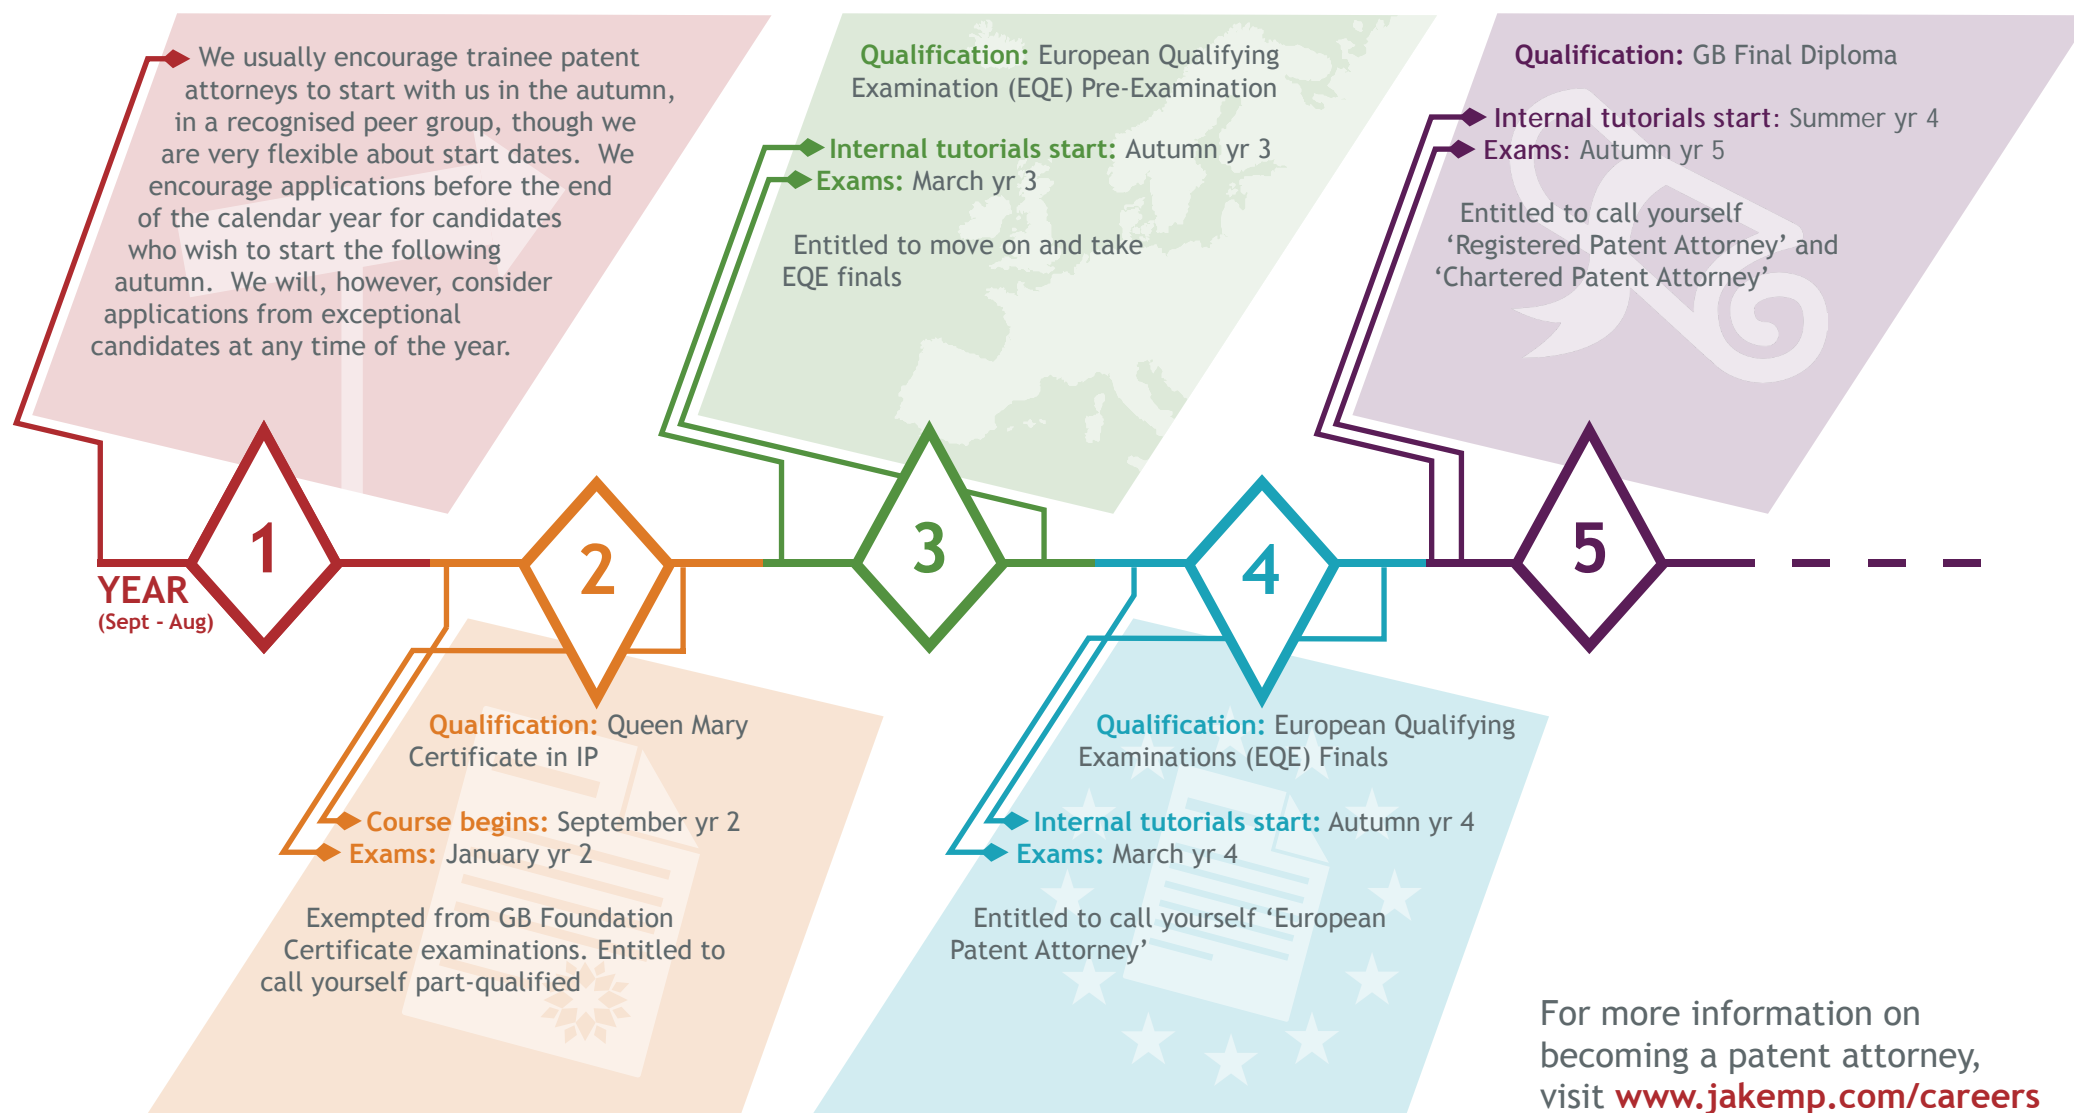 We usually encourage trainee patent
attorneys to start with us in the autumn,
in a recognised peer group, though we
are very flexible about start dates.  We
encourage applications before the end
of the calendar year for candidates
who wish to start the following
autumn.  We will, however, consider
applications from exceptional
candidates at any time of the year.
Qualification: European Qualifying
Examination (EQE) Pre-Examination
Internal tutorials start: Autumn yr 3
Exams: March yr 3
Entitled to move on and take
EQE finals
Qualification: GB Final Diploma
Internal tutorials start: Summer yr 4
Exams: Autumn yr 5
Entitled to call yourself
‘Registered Patent Attorney’ and
‘Chartered Patent Attorney’
1
2
3
4
5
YEAR
(Sept - Aug)
Qualification: Queen Mary
Certificate in IP
Course begins: September yr 2
Exams: January yr 2
Exempted from GB Foundation
Certificate examinations. Entitled to
call yourself part-qualified
Qualification: European Qualifying
Examinations (EQE) Finals
Internal tutorials start: Autumn yr 4
Exams: March yr 4
Entitled to call yourself ‘European
Patent Attorney’
For more information on
becoming a patent attorney,
visit www.jakemp.com/careers